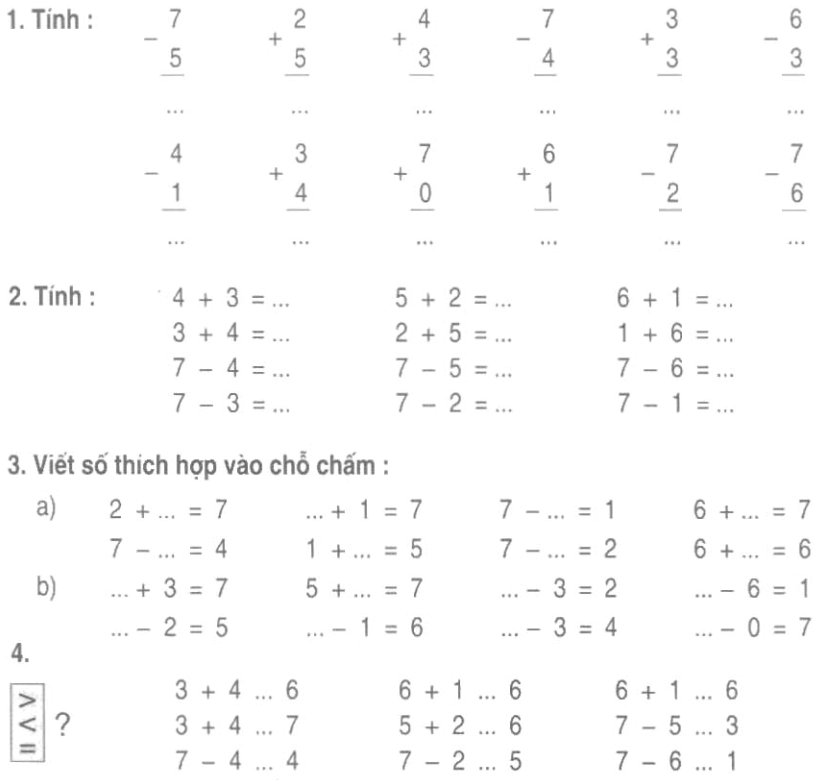 1. Tính :
− 7 + 2 + 4 − 7 + 3 − 6
5 5 3 4 3 3
... ... ... ... ... ...
− 4 + 3 + 7 + 6 − 7 − 7
1 4 0 1 2 6
... ... ... ... ... ...
2. Tính : 4 + 3 = ... 5 + 2 = ... 6 + 1 = ...
3 + 4 = ... 2 + 5 = ... 1 + 6 = ...
7 − 4 = ... 7 − 5 = ... 7 − 6 = ...
7 − 3 = ... 7 − 2 = ... 7 − 1 = ...
3. Viết số thích hợp vào chỗ chấm :
a) 2 + ... = 7 ... + 1 = 7 7 − ... = 1 6 + ... = 7
7 − ... = 4 1 + ... = 5 7 − ... = 2 6 + ... = 6
b) ... + 3 = 7 5 + ... = 7 ... − 3 = 2 ... − 6 = 1
... − 2 = 5 ... − 1 = 6 ... − 3 = 4 ... − 0 = 7
4.
> 3 + 4 ... 6 6 + 1 ... 6 6 + 1 ... 6
< ? 3 + 4 ... 7 5 + 2 ... 6 7 − 5 ... 3
= 7 − 4 ... 4 7 − 2 ... 5 7 − 6 ... 1